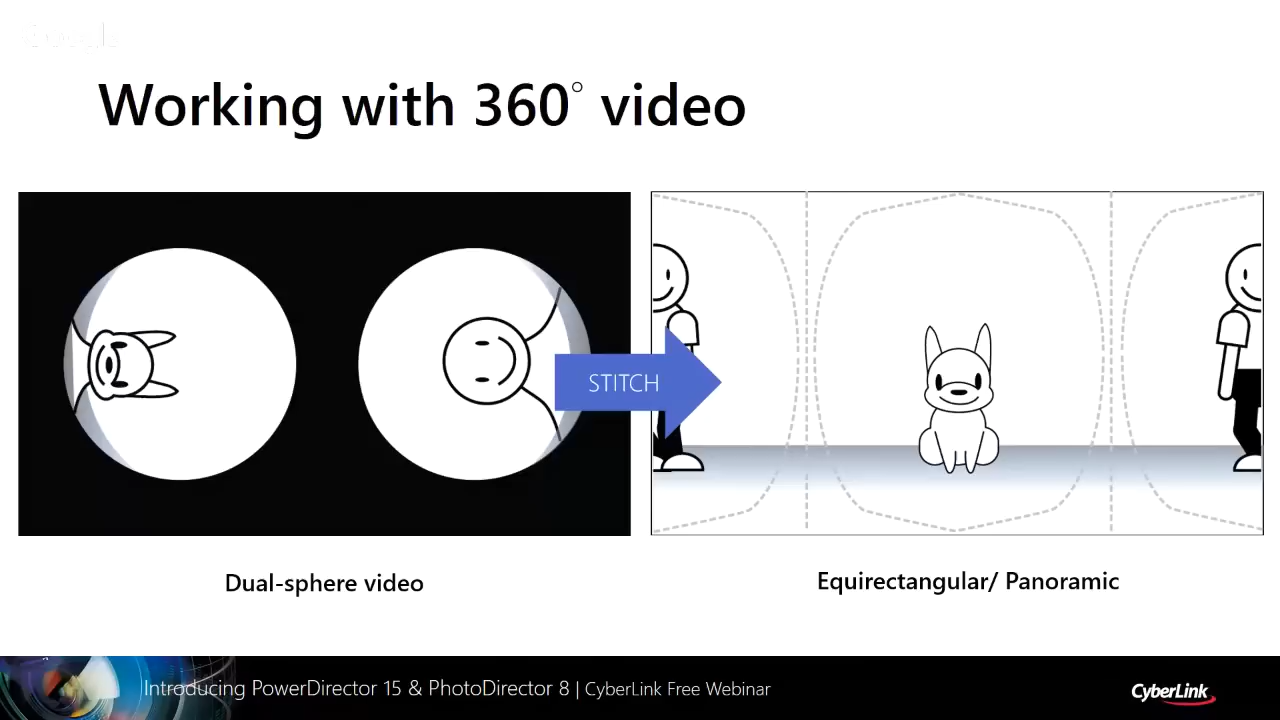 Working with 360° video
STITCH
Dual-sphere video
Equirectangular/ Panoramic
Introducing PowerDirector 15 & PhotoDirector 8 | CyberLink Free Webinar
CyberLink